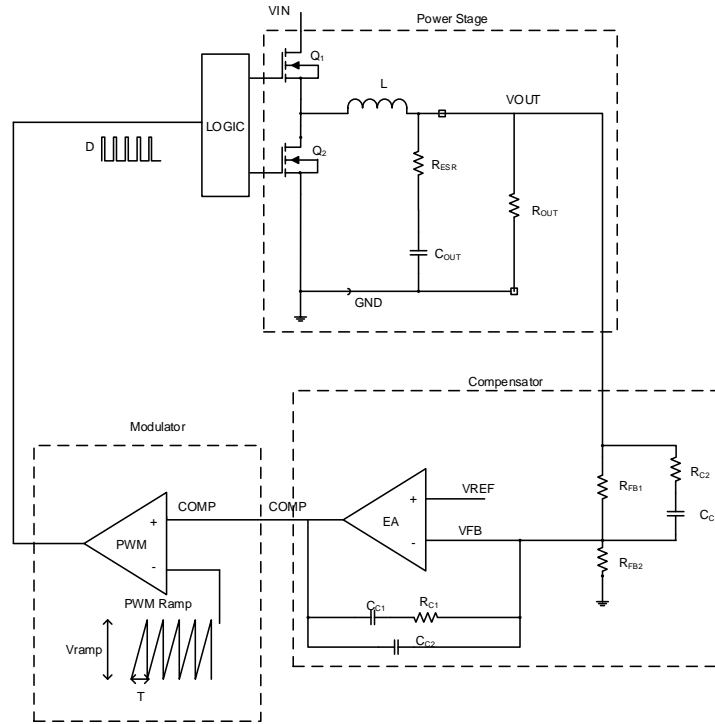 VIN
Power Stage
Q1
L
VOUT
LOGIC
D
Q2
RESR
ROUT
COUT
GND
Compensator
Modulator
RC2
RFB1
VREF
COMP
COMP
+
EA
+
VFB
-
CC
PWM
-
RFB2
PWM Ramp
CC1
RC1
Vramp
CC2
T